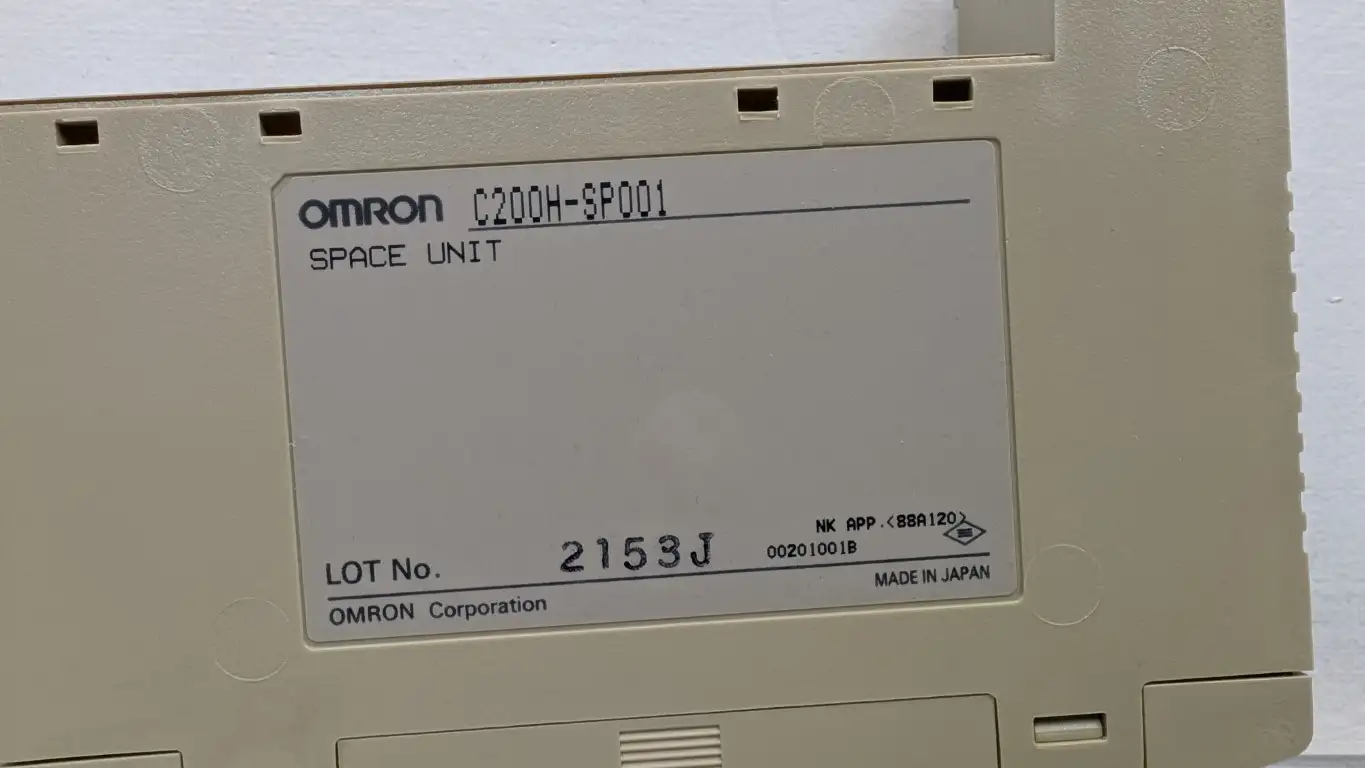 OMRON C200H-SP001
SPACE UNIT
NK APP.<88A120>
LOT No. 2153J 00201001B
OMRON Corporation MADE IN JAPAN